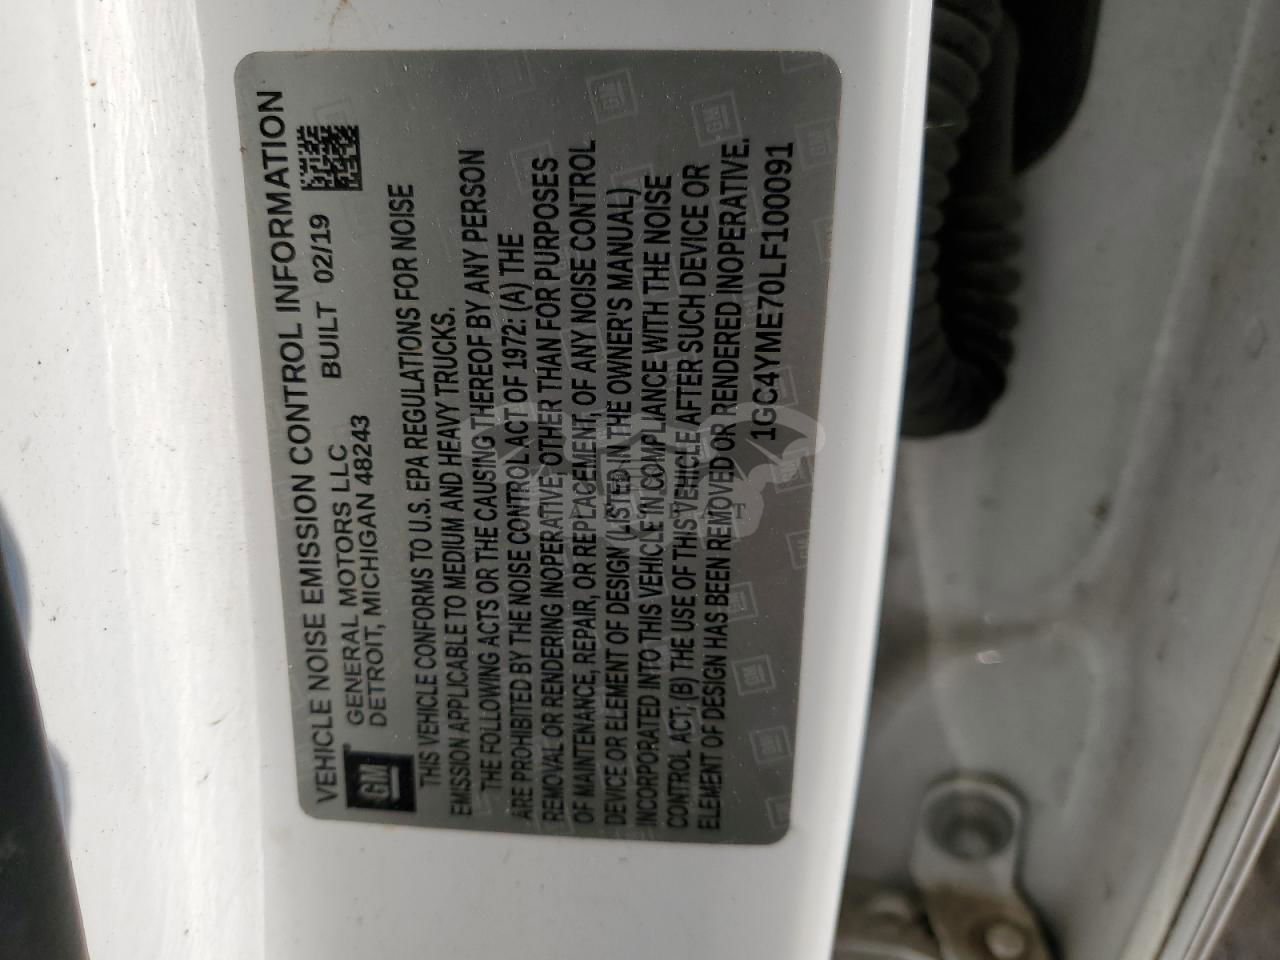 VEHICLE NOISE EMISSION CONTROL INFORMATION
GM
GENERAL MOTORS LLC BUILT 02/19
DETROIT, MICHIGAN 48243
THIS VEHICLE CONFORMS TO U.S. EPA REGULATIONS FOR NOISE
EMISSION APPLICABLE TO MEDIUM AND HEAVY TRUCKS.
THE FOLLOWING ACTS OR THE CAUSING THEREOF BY ANY PERSON
ARE PROHIBITED BY THE NOISE CONTROL ACT OF 1972: (A) THE
REMOVAL OR RENDERING INOPERATIVE, OTHER THAN FOR PURPOSES
OF MAINTENANCE, REPAIR, OR REPLACEMENT, OF ANY NOISE CONTROL
DEVICE OR ELEMENT OF DESIGN (LISTED IN THE OWNER'S MANUAL)
INCORPORATED INTO THIS VEHICLE IN COMPLIANCE WITH THE NOISE
CONTROL ACT; (B) THE USE OF THIS VEHICLE AFTER SUCH DEVICE OR
ELEMENT OF DESIGN HAS BEEN REMOVED OR RENDERED INOPERATIVE.
1GC4YME70LF100091